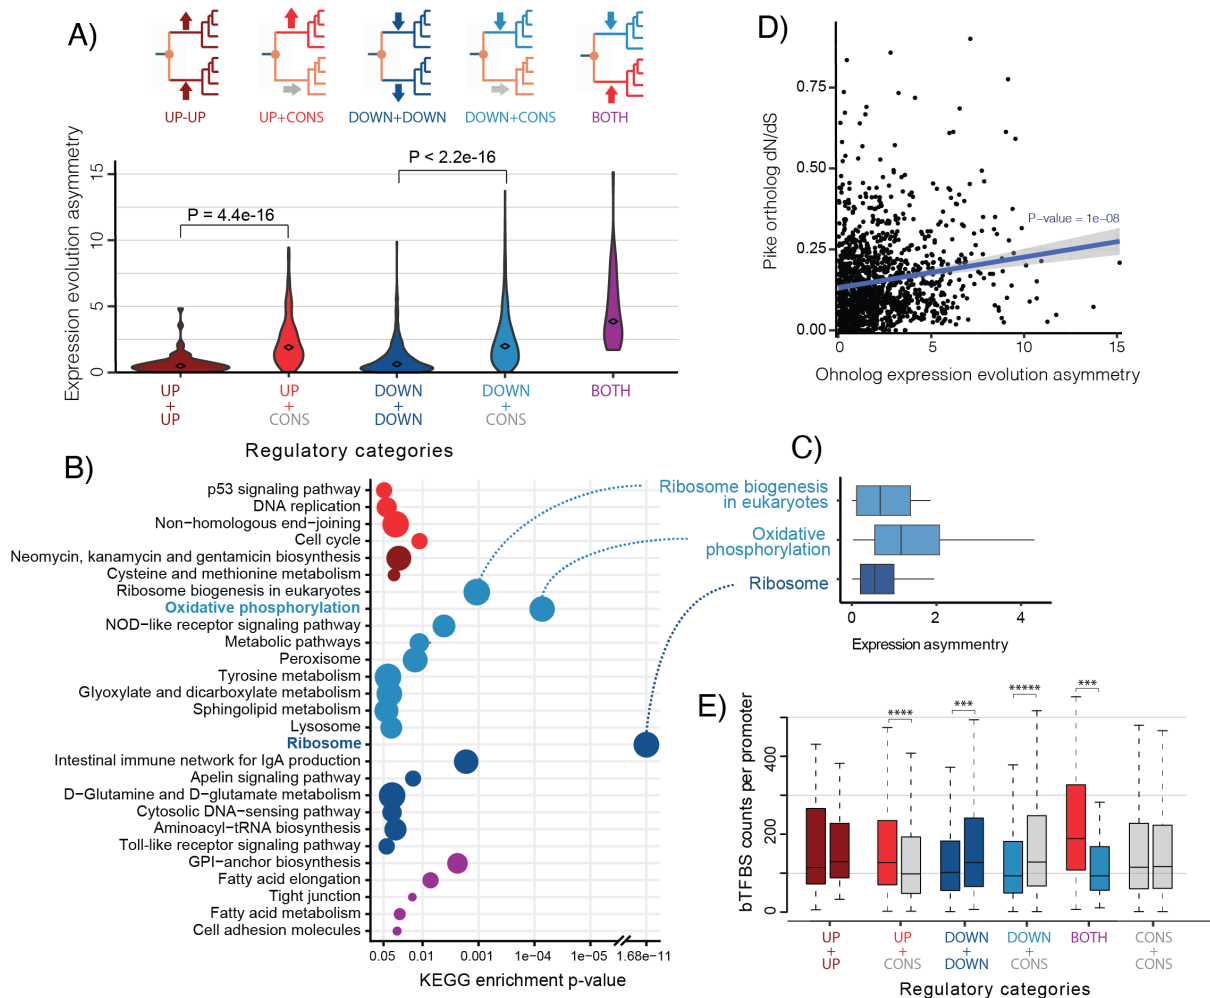 A)
UP-UP
UP+CONS
DOWN+DOWN
DOWN+CONS
BOTH
Expression evolution asymmetry
15
10
5
0
P = 4.4e-16
P < 2.2e-16
UP
+
UP
UP
+
CONS
DOWN
+
DOWN
DOWN
+
CONS
BOTH
Regulatory categories
D)
Pike ortholog dN/dS
0.75
0.50
0.25
0.00
P-value = 1e-08
0
5
10
15
Ohnolog expression evolution asymmetry
B)
p53 signaling pathway
DNA replication
Non-homologous end-joining
Cell cycle
Neomycin, kanamycin and gentamicin biosynthesis
Cysteine and methionine metabolism
Ribosome biogenesis in eukaryotes
Oxidative phosphorylation
NOD-like receptor signaling pathway
Metabolic pathways
Peroxisome
Tyrosine metabolism
Glyoxylate and dicarboxylate metabolism
Sphingolipid metabolism
Lysosome
Ribosome
Intestinal immune network for IgA production
Apelin signaling pathway
D-Glutamine and D-glutamate metabolism
Cytosolic DNA-sensing pathway
Aminoacyl-tRNA biosynthesis
Toll-like receptor signaling pathway
GPI-anchor biosynthesis
Fatty acid elongation
Tight junction
Fatty acid metabolism
Cell adhesion molecules
0.05
0.01
0.001
1e-04
1e-05
1.68e-11
KEGG enrichment p-value
C)
Ribosome biogenesis
in eukaryotes
Oxidative
phosphorylation
Ribosome
0
2
4
Expression asymmentry
E)
bTFBS counts per promoter
400
200
0
****
***
*****
***
UP
+
UP
UP
+
CONS
DOWN
+
DOWN
DOWN
+
CONS
BOTH
CONS
+
CONS
Regulatory categories